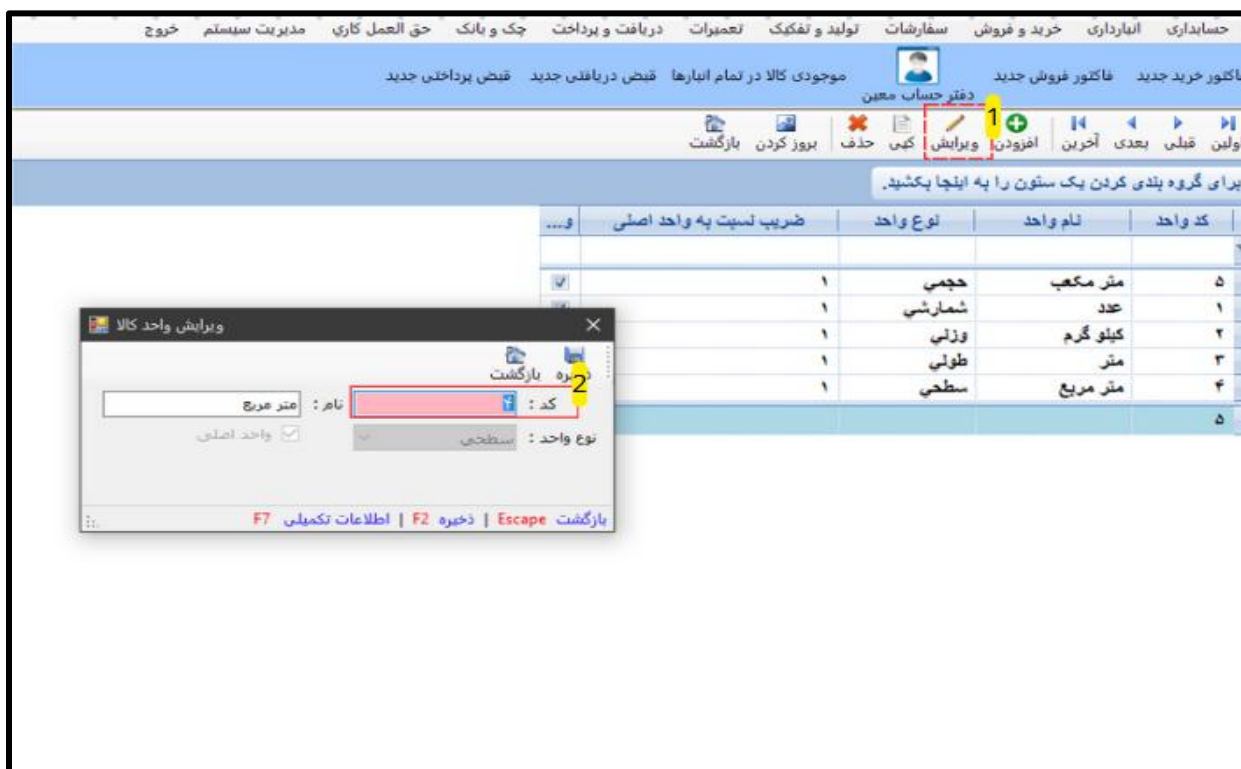 حسابداری انبارداری خرید و فروش سفارشات تولید و تفکیک تعمیرات دریافت و پرداخت چک و بانک حق العمل کاری مدیریت سیستم خروج
فاکتور خرید جدید فاکتور فروش جدید دفتر حساب معین موجودی کالا در تمام انبارها قبض دریافتی جدید قبض پرداختی جدید
اولین قبلی بعدی آخرین افزودن 1 ویرایش کپی حذف بروز کردن بازگشت
برای گروه بندی کردن یک ستون را به اینجا بکشید.
کد واحد نام واحد نوع واحد ضریب نسبت به واحد اصلی و...
۵ متر مکعب حجمي ۱
۱ عدد شمارشي ۱
۲ کیلو گرم وزني ۱
۳ متر طولي ۱
۴ متر مربع سطحي ۱
۵
ویرایش واحد کالا
بازگشت
2
کد : ۴ نام : متر مربع
نوع واحد : سطحی واحد اصلی
بازگشت Escape | ذخیره F2 | اطلاعات تکمیلی F7